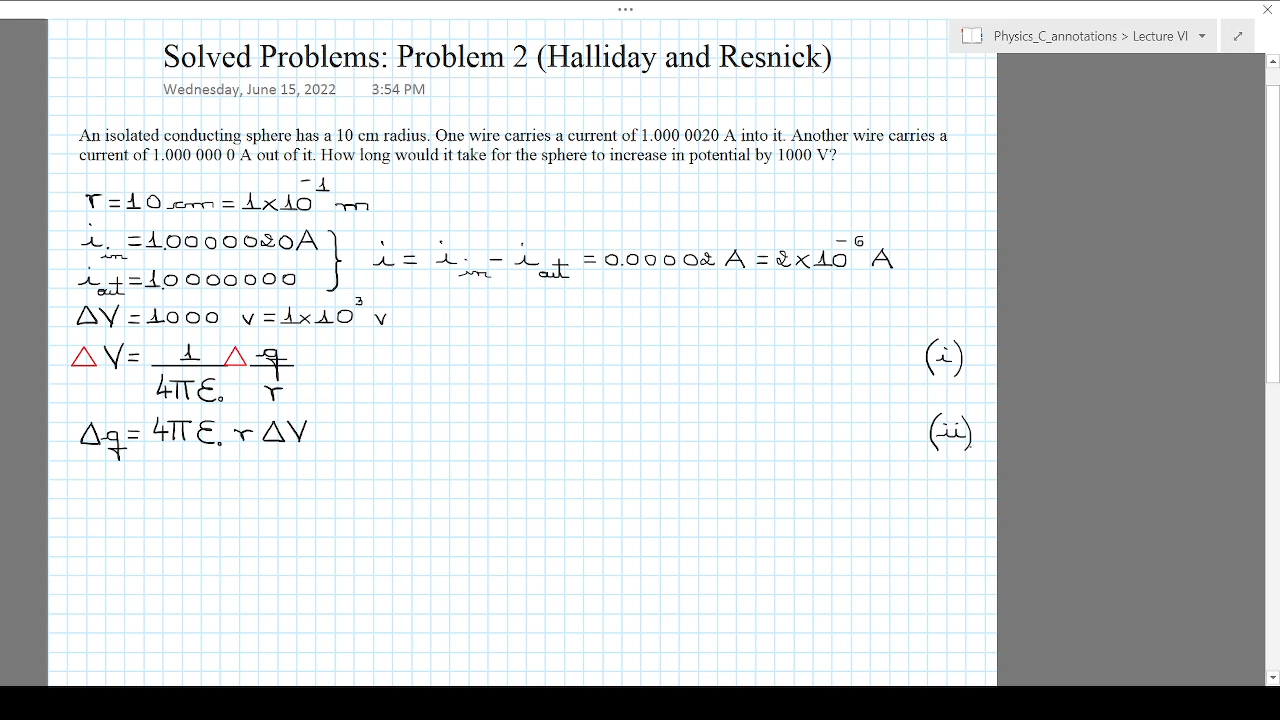 Physics_C_annotations > Lecture VI
Solved Problems: Problem 2 (Halliday and Resnick)
Wednesday, June 15, 2022 3:54 PM
An isolated conducting sphere has a 10 cm radius. One wire carries a current of 1.000 0020 A into it. Another wire carries a
current of 1.000 000 0 A out of it. How long would it take for the sphere to increase in potential by 1000 V?
r = 10 cm = 1×10⁻¹ m
i_in = 1.0000020A
i_out = 1.0000000
i = i_in − i_out = 0.00002 A = 2×10⁻⁶ A
ΔV = 1000 v = 1×10³ v
ΔV = 1/4πε₀ Δq/r (i)
Δq = 4πε₀ r ΔV (ii)